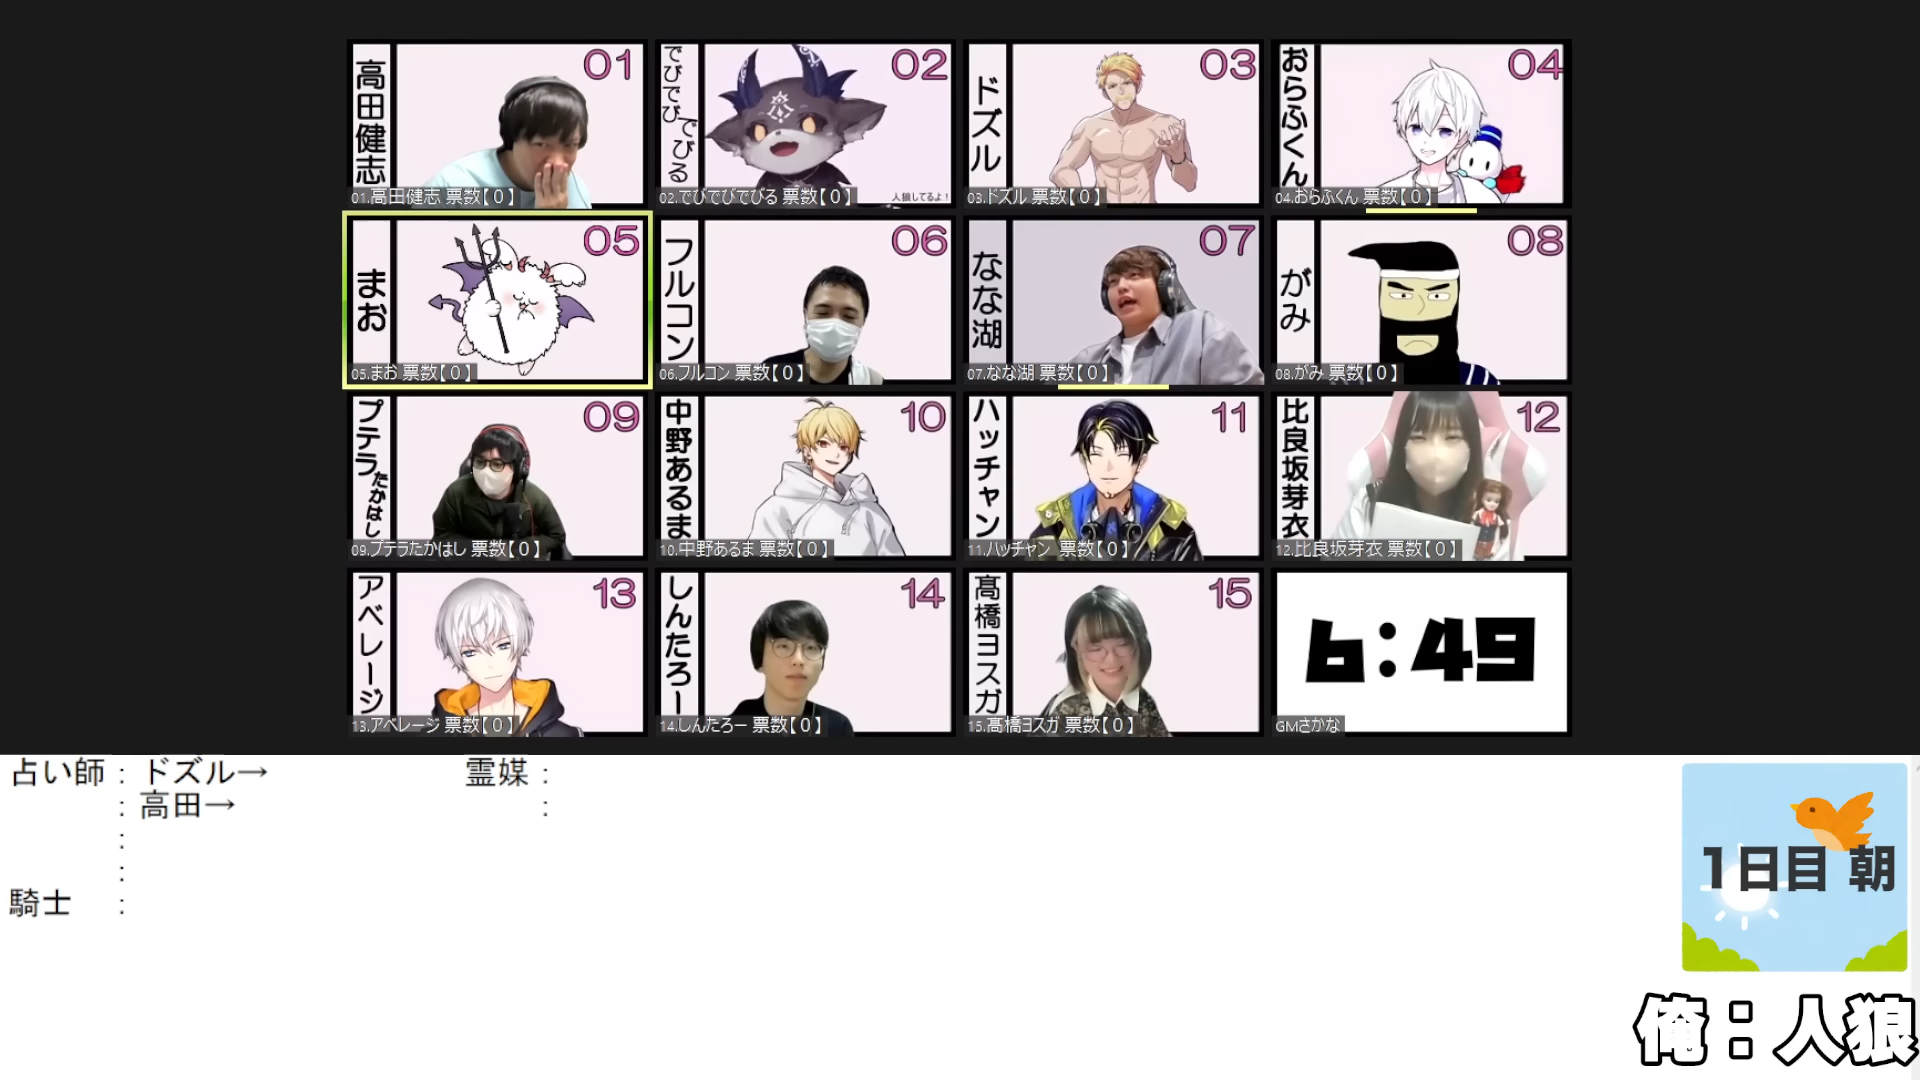 高田健志
01
01.高田健志 票数【0】
でびでびでびる
02
02.でびでびでびる 票数【0】
人狼してるよ！
ドズル
03
03.ドズル 票数【0】
おらふくん
04
04.おらふくん 票数【0】
まお
05
05.まお 票数【0】
フルコン
06
06.フルコン 票数【0】
なな湖
07
07.なな湖 票数【0】
がみ
08
08.がみ 票数【0】
プテラたかはし
09
09.プテラたかはし 票数【0】
中野あるま
10
10.中野あるま 票数【0】
ハッチャン
11
11.ハッチャン 票数【0】
比良坂芽衣
12
12.比良坂芽衣 票数【0】
アベレージ
13
13.アベレージ 票数【0】
しんたろー
14
14.しんたろー 票数【0】
髙橋ヨスガ
15
15.髙橋ヨスガ 票数【0】
6:49
GMさかな
占い師：ドズル→
：高田→
：
：
騎士　：
霊媒：
：
1日目 朝
俺：人狼